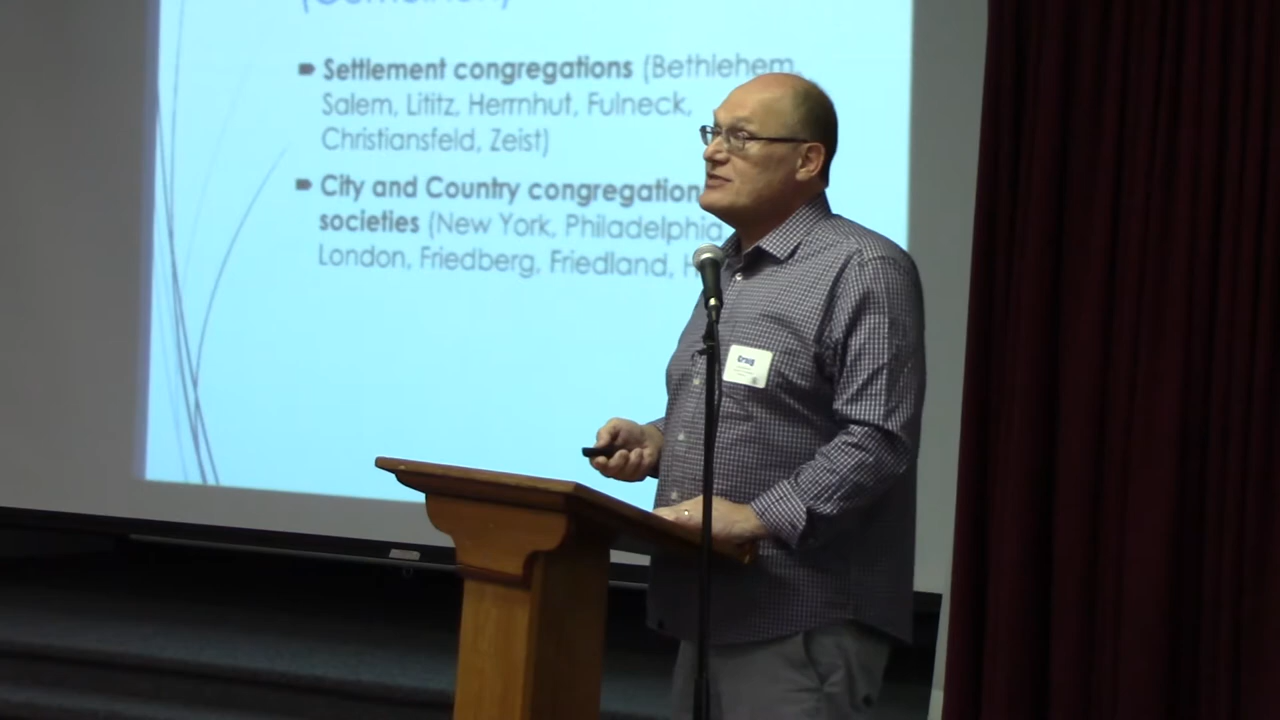 Settlement congregations (Bethlehem,
Salem, Lititz, Herrnhut, Fulneck,
Christiansfeld, Zeist)
City and Country congregation
societies (New York, Philadelphia
London, Friedberg, Friedland, H
Craig